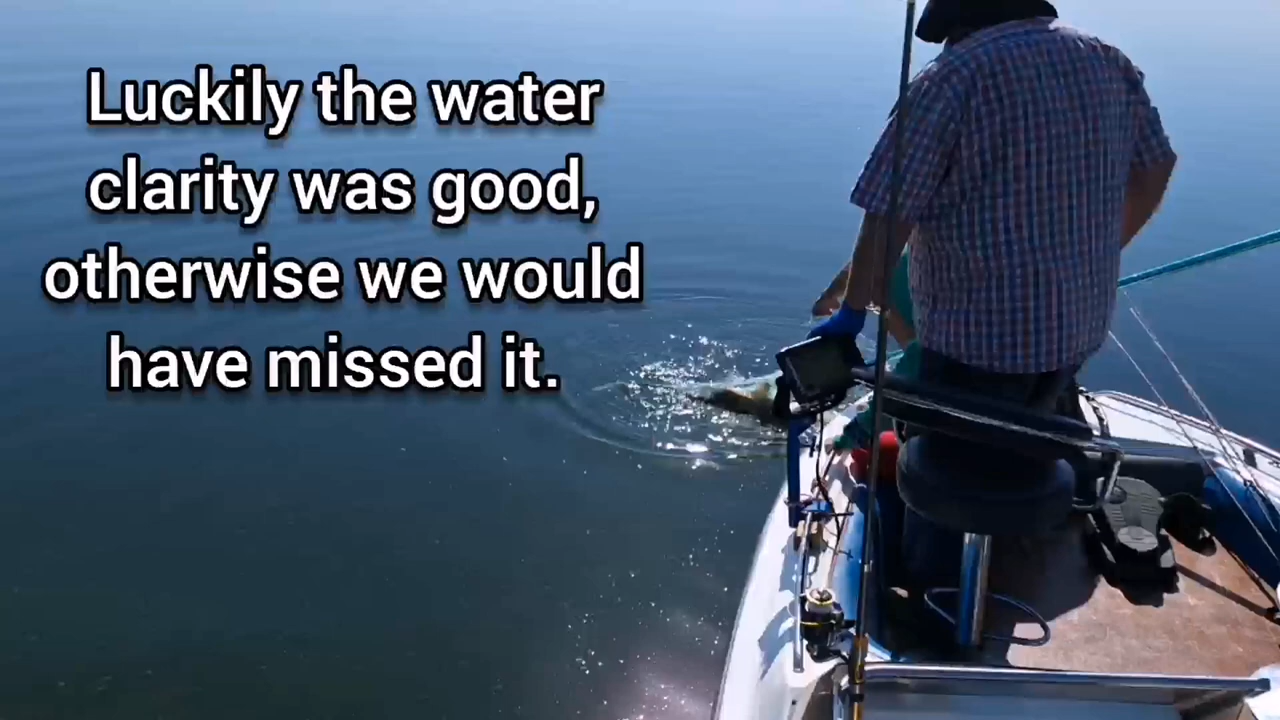 Luckily the water
clarity was good,
otherwise we would
have missed it.